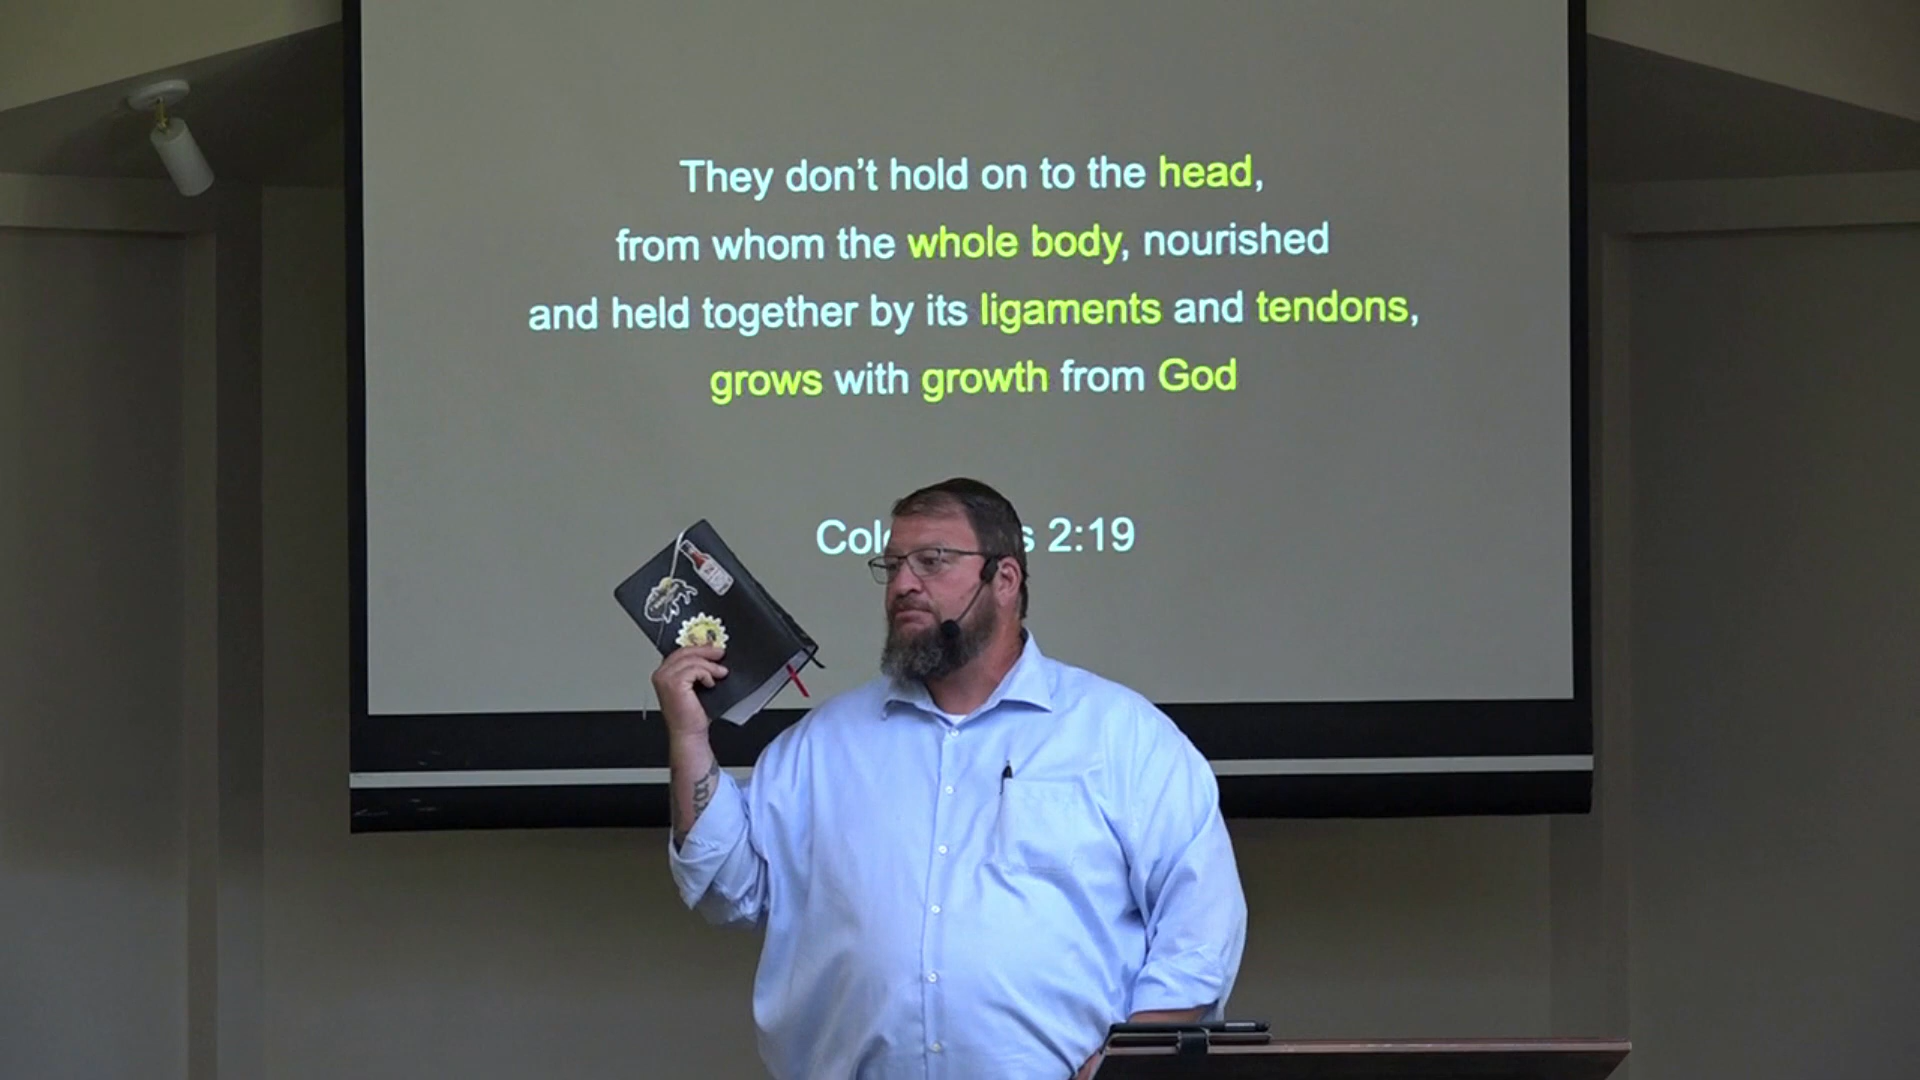 They don’t hold on to the head,
from whom the whole body, nourished
and held together by its ligaments and tendons,
grows with growth from God
Col s 2:19